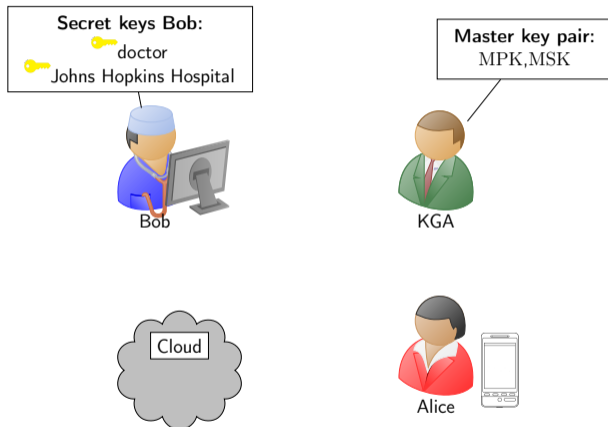 Secret keys Bob:
doctor
Johns Hopkins Hospital
Master key pair:
MPK,MSK
Bob
KGA
Cloud
Alice